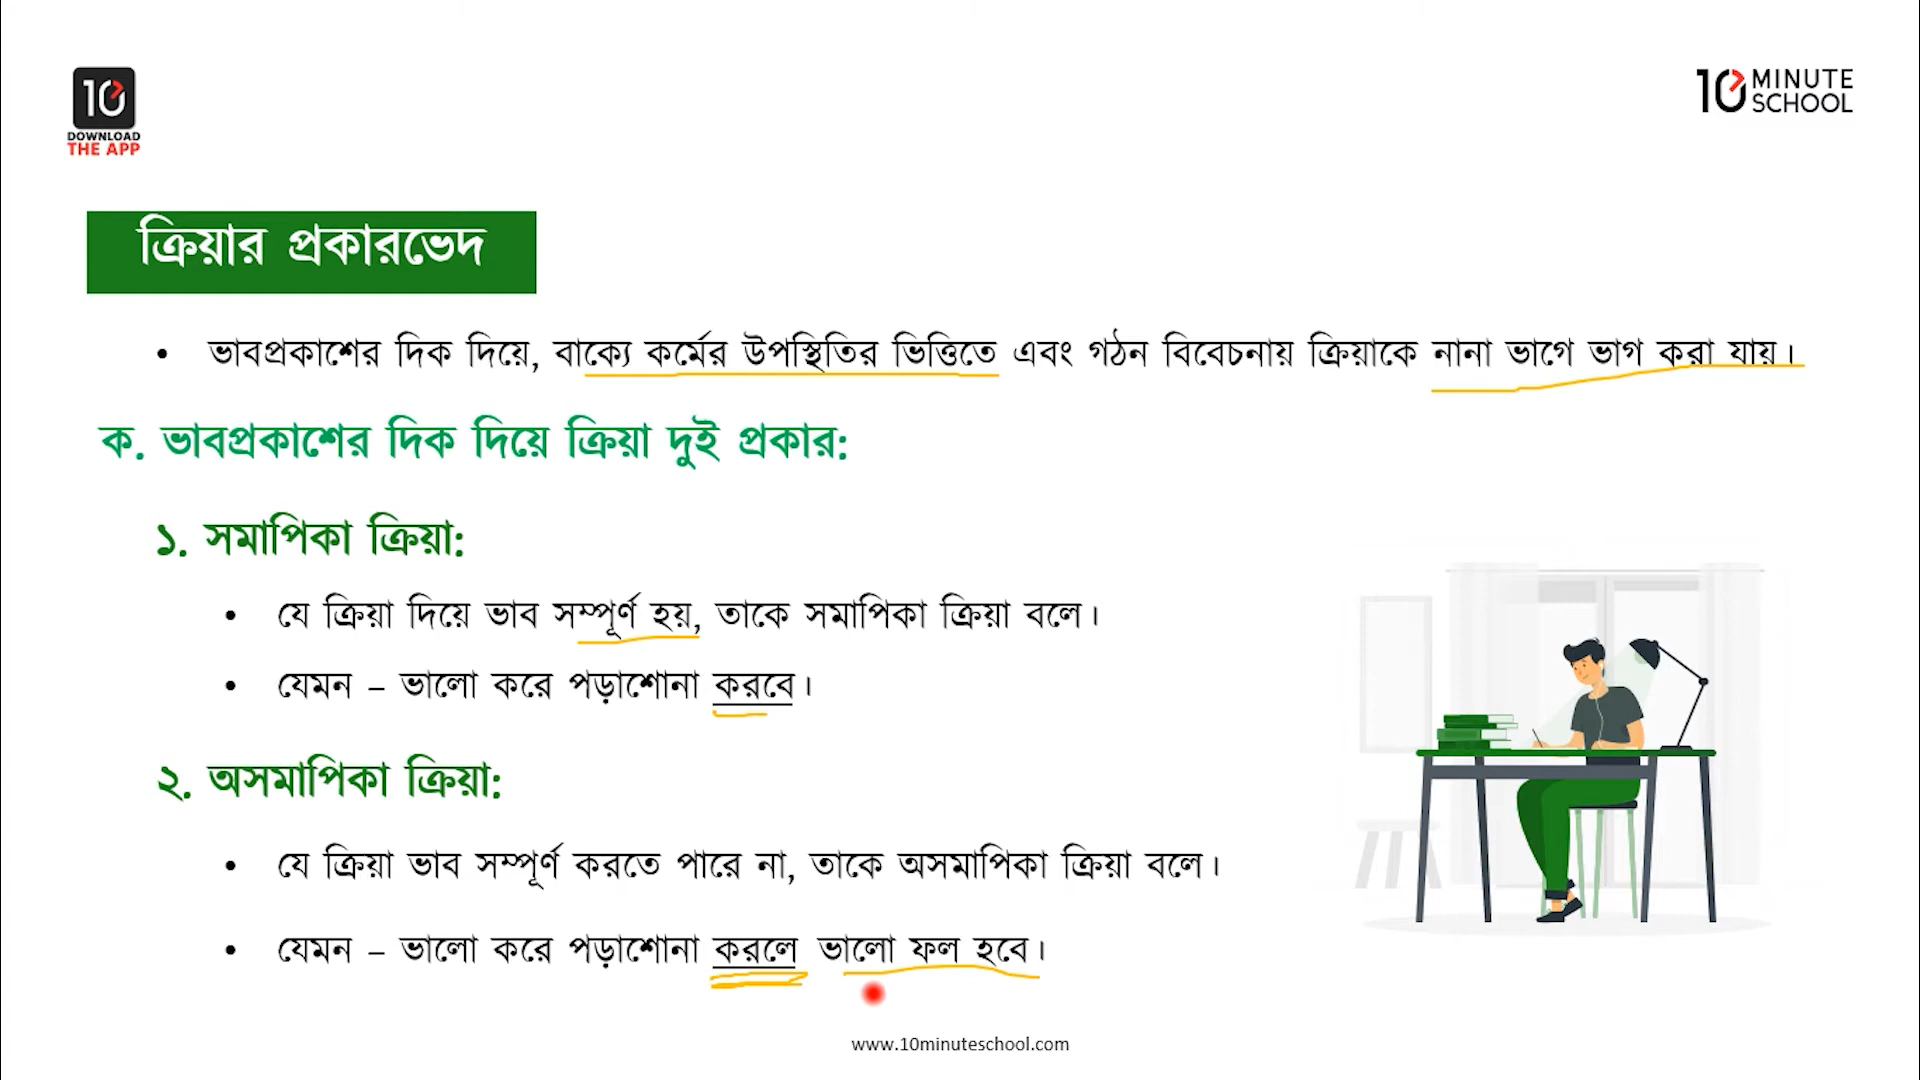 10
DOWNLOAD
THE APP
10 MINUTE
SCHOOL
ক্রিয়ার প্রকারভেদ
• ভাবপ্রকাশের দিক দিয়ে, বাক্যে কর্মের উপস্থিতির ভিত্তিতে এবং গঠন বিবেচনায় ক্রিয়াকে নানা ভাগে ভাগ করা যায়।
ক. ভাবপ্রকাশের দিক দিয়ে ক্রিয়া দুই প্রকার:
১. সমাপিকা ক্রিয়া:
• যে ক্রিয়া দিয়ে ভাব সম্পূর্ণ হয়, তাকে সমাপিকা ক্রিয়া বলে।
• যেমন – ভালো করে পড়াশোনা করবে।
২. অসমাপিকা ক্রিয়া:
• যে ক্রিয়া ভাব সম্পূর্ণ করতে পারে না, তাকে অসমাপিকা ক্রিয়া বলে।
• যেমন – ভালো করে পড়াশোনা করলে ভালো ফল হবে।
www.10minuteschool.com